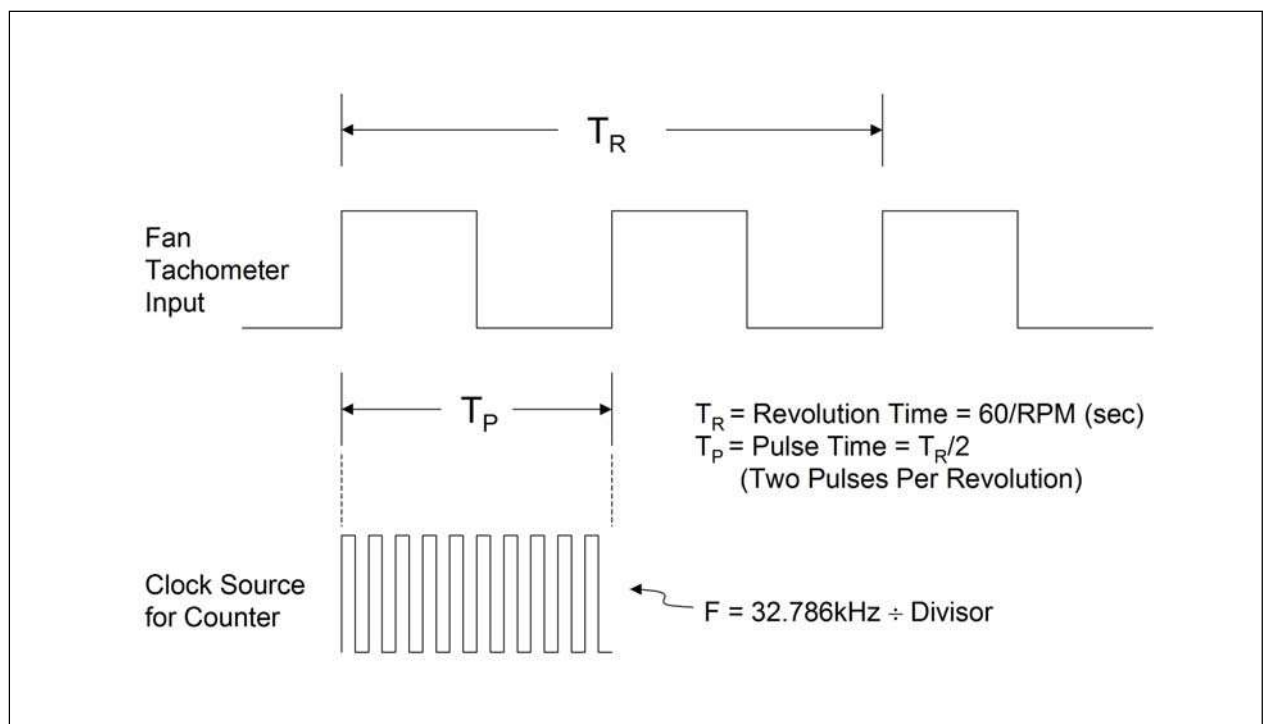 T_R
Fan
Tachometer
Input
T_P
T_R = Revolution Time = 60/RPM (sec)
T_P = Pulse Time = T_R/2
(Two Pulses Per Revolution)
Clock Source
for Counter
F = 32.786kHz ÷ Divisor